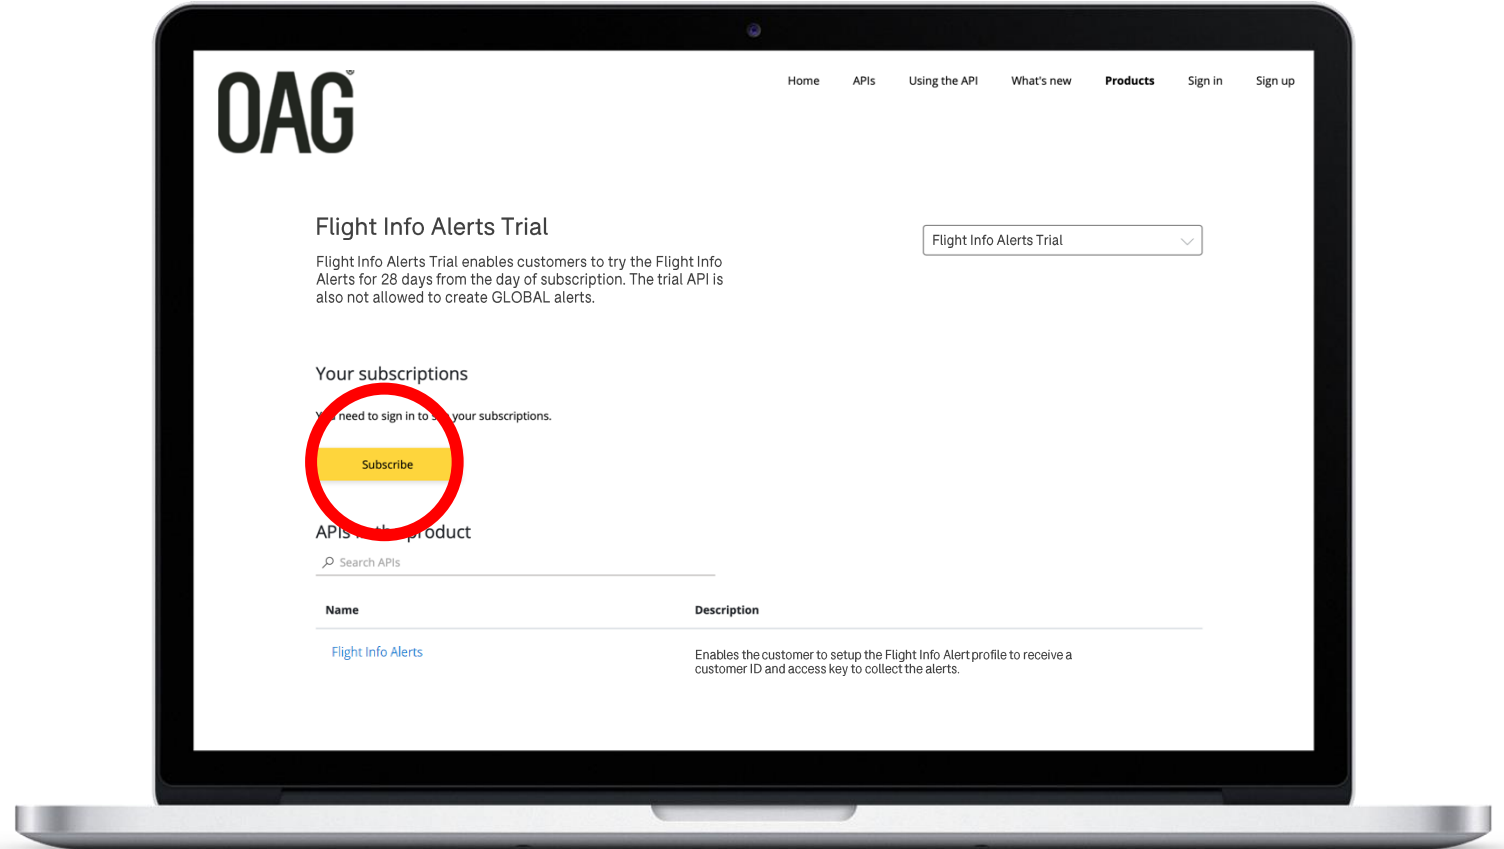 OAG
Home APIs Using the API What's new Products Sign in Sign up
Flight Info Alerts Trial
Flight Info Alerts Trial
Flight Info Alerts Trial enables customers to try the Flight Info
Alerts for 28 days from the day of subscription. The trial API is
also not allowed to create GLOBAL alerts.
Your subscriptions
need to sign in to your subscriptions.
Subscribe
APIs product
Search APIs
Name Description
Flight Info Alerts
Enables the customer to setup the Flight Info Alert profile to receive a
customer ID and access key to collect the alerts.